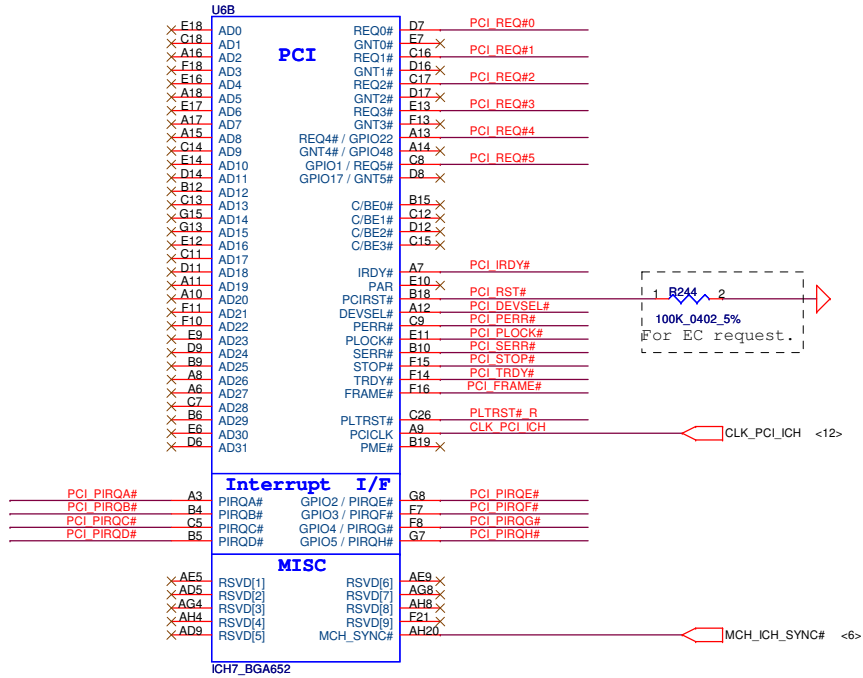 U6B
PCI
E18 AD0 REQ0# D7 PCI_REQ#0
C18 AD1 GNT0# E7
A16 AD2 REQ1# C16 PCI_REQ#1
F18 AD3 GNT1# D16
E16 AD4 REQ2# C17 PCI_REQ#2
A18 AD5 GNT2# D17
E17 AD6 REQ3# E13 PCI_REQ#3
A17 AD7 GNT3# F13
A15 AD8 REQ4# / GPIO22 A13 PCI_REQ#4
C14 AD9 GNT4# / GPIO48 A14
E14 AD10 GPIO1 / REQ5# C8 PCI_REQ#5
D14 AD11 GPIO17 / GNT5# D8
B12 AD12
C13 AD13 C/BE0# B15
G15 AD14 C/BE1# C12
G13 AD15 C/BE2# D12
E12 AD16 C/BE3# C15
C11 AD17
D11 AD18 IRDY# A7 PCI_IRDY#
A11 AD19 PAR E10
A10 AD20 PCIRST# B18 PCI_RST# 1 R244 2
F11 AD21 DEVSEL# A12 PCI_DEVSEL#
100K_0402_5%
F10 AD22 PERR# C9 PCI_PERR#
For EC request.
E9 AD23 PLOCK# E11 PCI_PLOCK#
D9 AD24 SERR# B10 PCI_SERR#
B9 AD25 STOP# F15 PCI_STOP#
A8 AD26 TRDY# F14 PCI_TRDY#
A6 AD27 FRAME# F16 PCI_FRAME#
C7 AD28
B6 AD29 PLTRST# C26 PLTRST#_R
E6 AD30 PCICLK A9 CLK_PCI_ICH CLK_PCI_ICH <12>
D6 AD31 PME# B19
Interrupt I/F
PCI_PIRQA# A3 PIRQA# GPIO2 / PIRQE# G8 PCI_PIRQE#
PCI_PIRQB# B4 PIRQB# GPIO3 / PIRQF# F7 PCI_PIRQF#
PCI_PIRQC# C5 PIRQC# GPIO4 / PIRQG# F8 PCI_PIRQG#
PCI_PIRQD# B5 PIRQD# GPIO5 / PIRQH# G7 PCI_PIRQH#
MISC
AE5 RSVD[1] RSVD[6] AE9
AD5 RSVD[2] RSVD[7] AG8
AG4 RSVD[3] RSVD[8] AH8
AH4 RSVD[4] RSVD[9] F21
AD9 RSVD[5] MCH_SYNC# AH20 MCH_ICH_SYNC# <6>
ICH7_BGA652